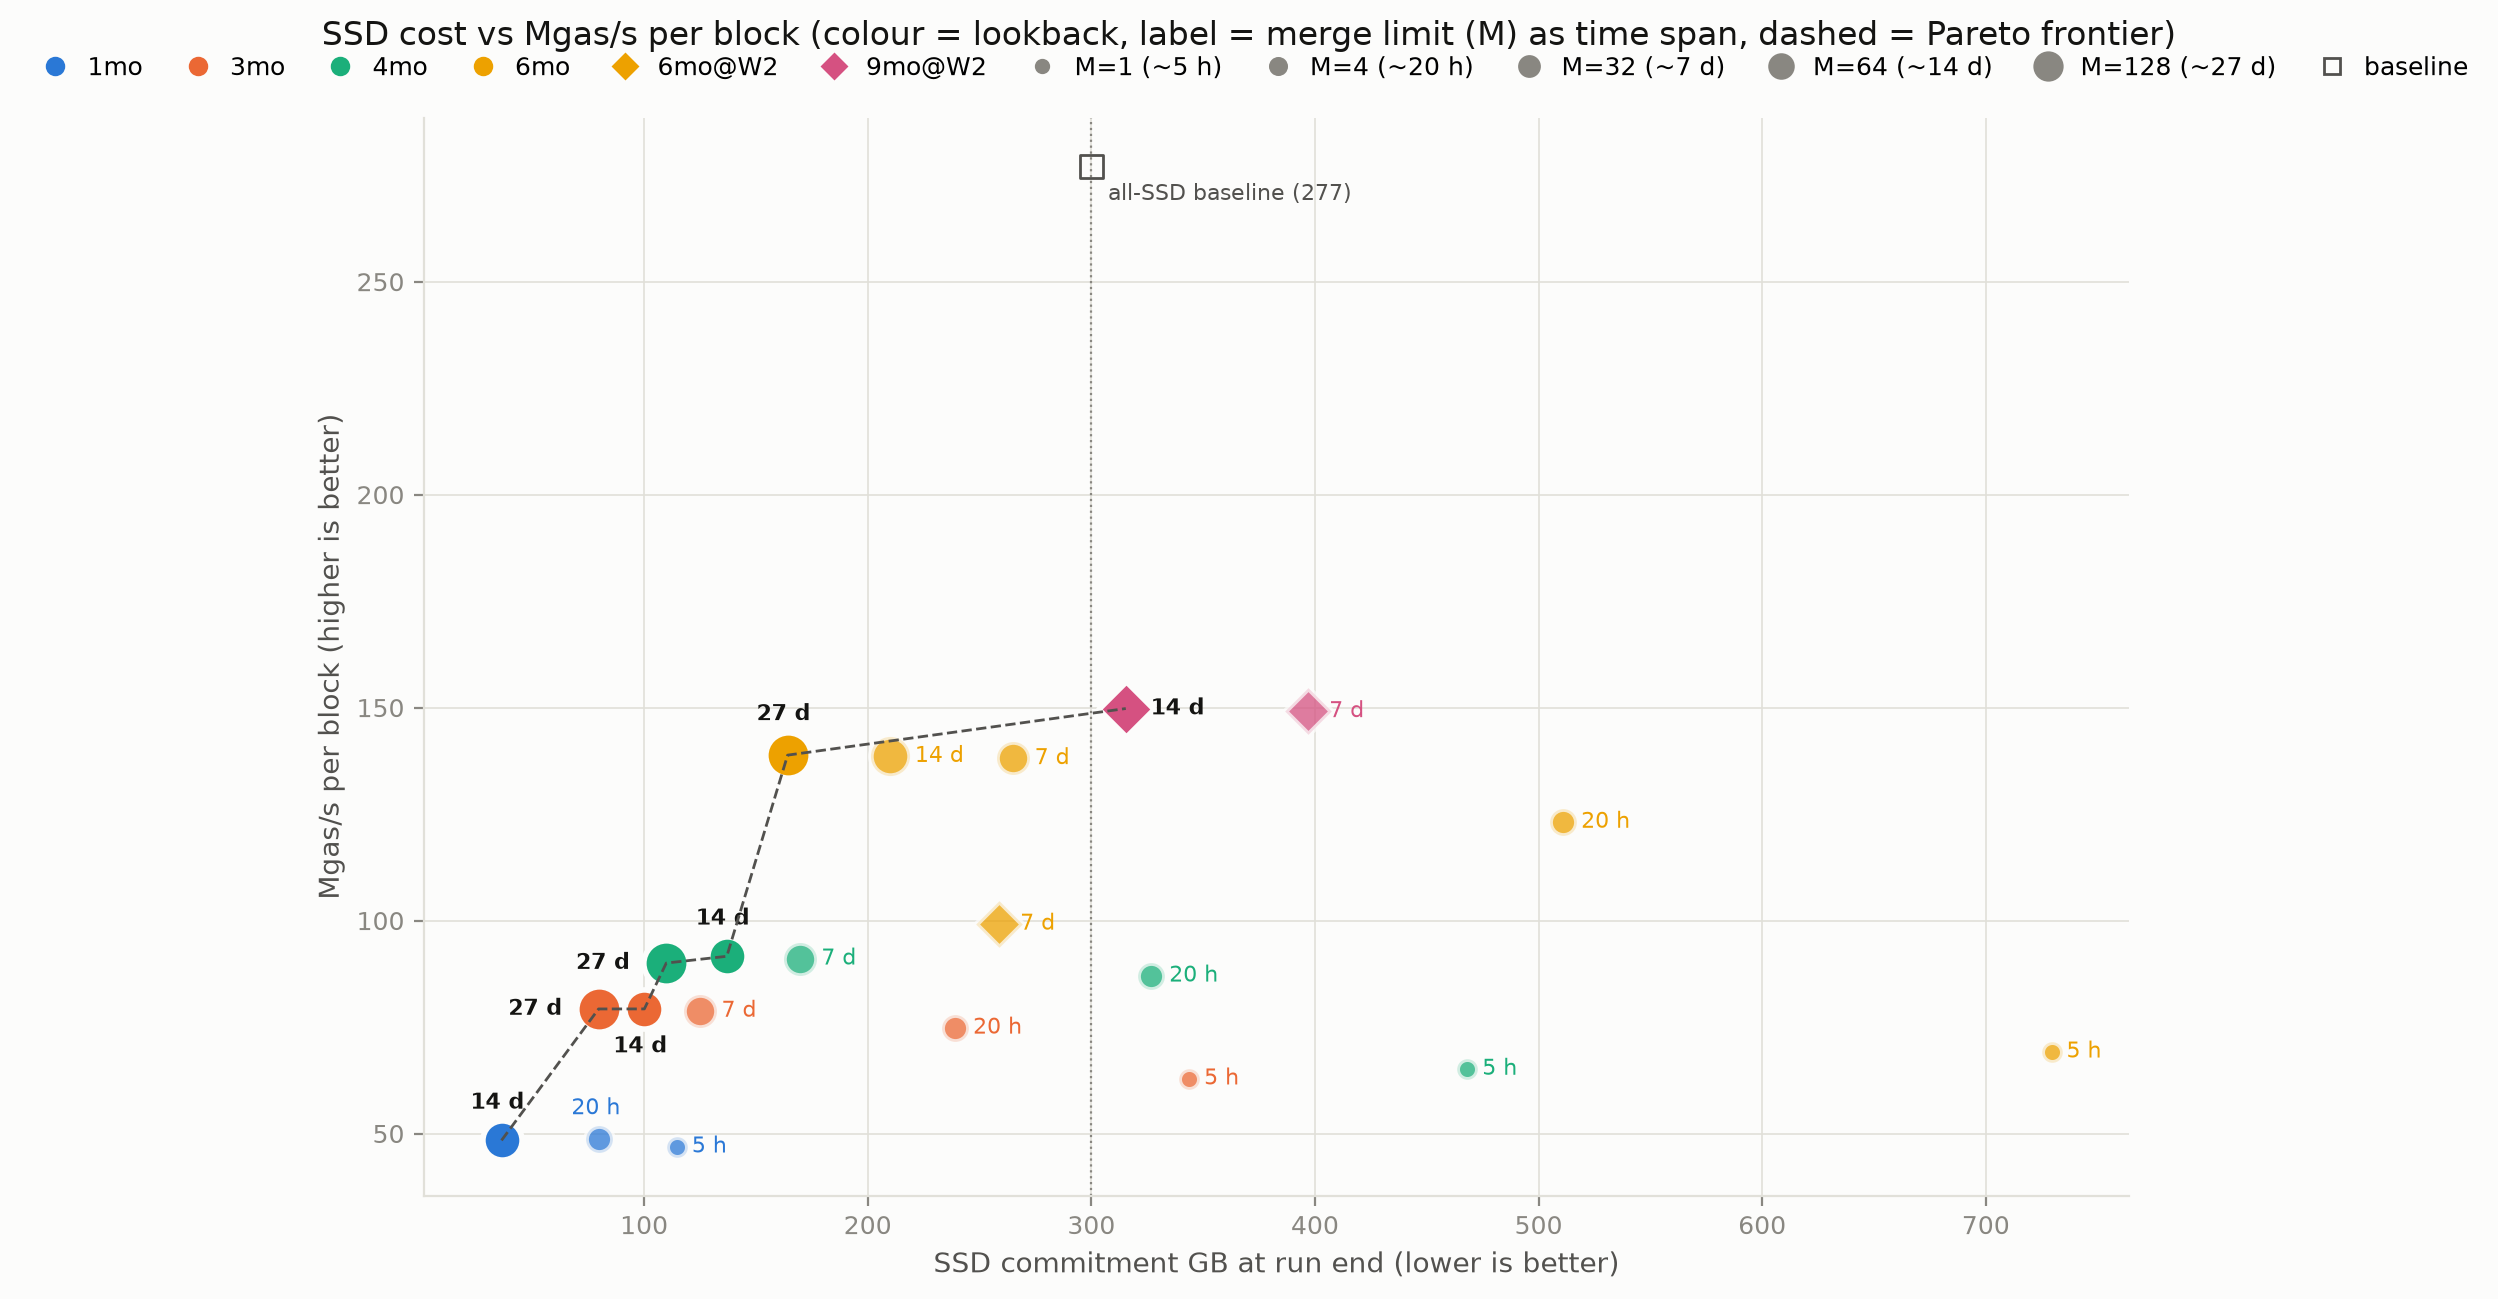 SSD cost vs Mgas/s per block (colour = lookback, label = merge limit (M) as time span, dashed = Pareto frontier)
1mo 3mo 4mo 6mo 6mo@W2 9mo@W2 M=1 (~5 h) M=4 (~20 h) M=32 (~7 d) M=64 (~14 d) M=128 (~27 d) baseline
all-SSD baseline (277)
250
200
150
100
50
Mgas/s per block (higher is better)
27 d
14 d
7 d
14 d
7 d
20 h
14 d
7 d
27 d
7 d
20 h
27 d
14 d
7 d
20 h
5 h
5 h
5 h
14 d
20 h
5 h
100 200 300 400 500 600 700
SSD commitment GB at run end (lower is better)